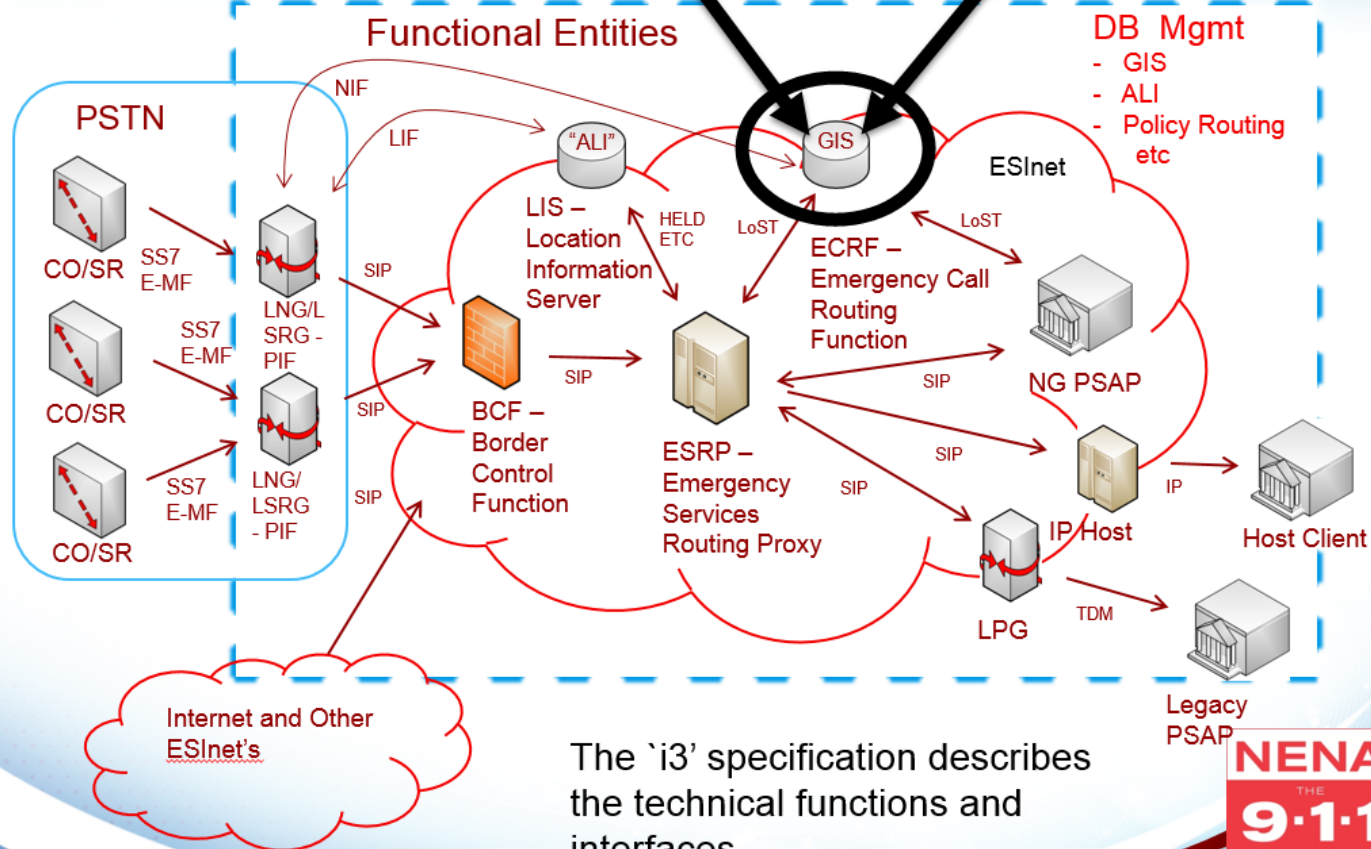 Functional Entities
DB Mgmt
- GIS
- ALI
- Policy Routing
etc
PSTN
NIF
LIF
"ALI"
GIS
ESInet
CO/SR
SS7
E-MF
LNG/L
SRG -
PIF
SIP
LIS –
Location
Information
Server
HELD
ETC
LoST
ECRF –
Emergency Call
Routing
Function
LoST
CO/SR
SS7
E-MF
LNG/
LSRG
- PIF
SIP
BCF –
Border
Control
Function
SIP
ESRP –
Emergency
Services
Routing Proxy
SIP
NG PSAP
SIP
IP Host
IP
Host Client
SIP
LPG
TDM
Legacy
PSAP
CO/SR
SS7
E-MF
SIP
Internet and Other
ESInet's
The `i3' specification describes
the technical functions and
interfaces
NENA
THE
9·1·1